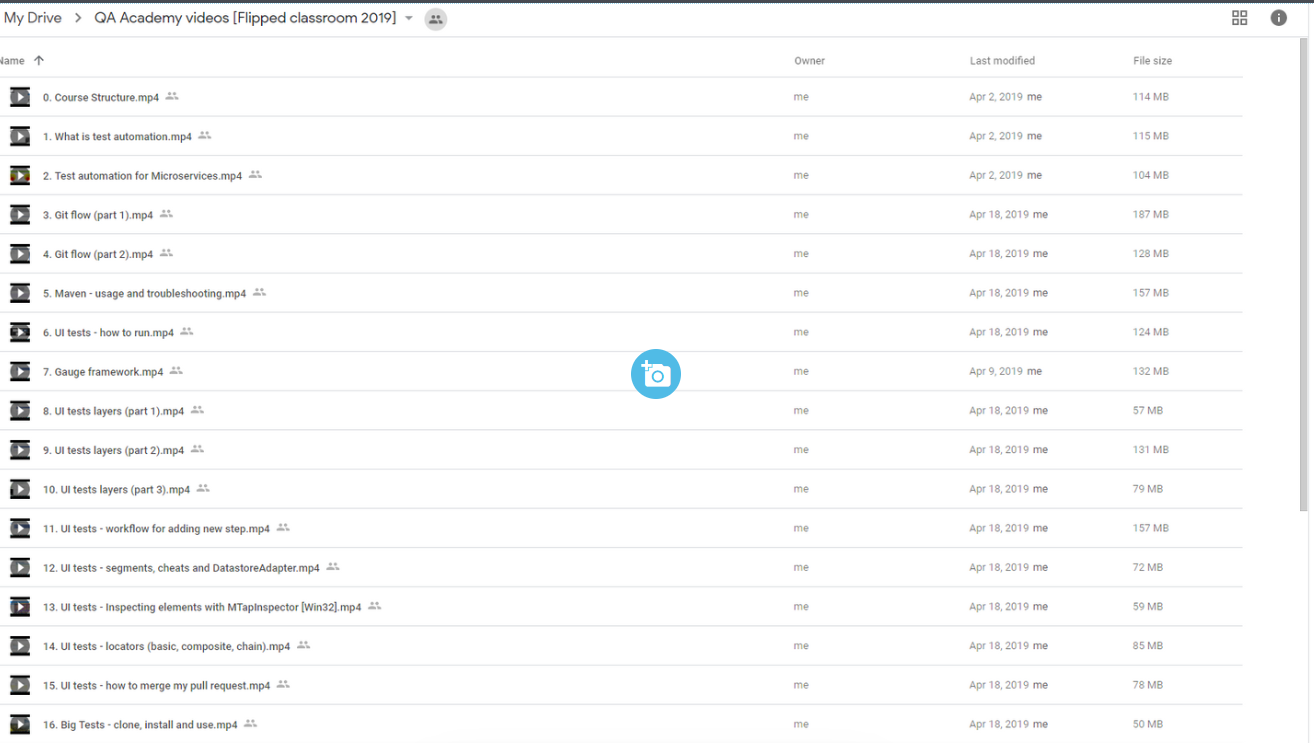 My Drive > QA Academy videos [Flipped classroom 2019]
Name Owner Last modified File size
0. Course Structure.mp4 me Apr 2, 2019 me 114 MB
1. What is test automation.mp4 me Apr 2, 2019 me 115 MB
2. Test automation for Microservices.mp4 me Apr 2, 2019 me 104 MB
3. Git flow (part 1).mp4 me Apr 18, 2019 me 187 MB
4. Git flow (part 2).mp4 me Apr 18, 2019 me 128 MB
5. Maven - usage and troubleshooting.mp4 me Apr 18, 2019 me 157 MB
6. UI tests - how to run.mp4 me Apr 18, 2019 me 124 MB
7. Gauge framework.mp4 me Apr 9, 2019 me 132 MB
8. UI tests layers (part 1).mp4 me Apr 18, 2019 me 57 MB
9. UI tests layers (part 2).mp4 me Apr 18, 2019 me 131 MB
10. UI tests layers (part 3).mp4 me Apr 18, 2019 me 79 MB
11. UI tests - workflow for adding new step.mp4 me Apr 18, 2019 me 157 MB
12. UI tests - segments, cheats and DatastoreAdapter.mp4 me Apr 18, 2019 me 72 MB
13. UI tests - Inspecting elements with MTapInspector [Win32].mp4 me Apr 18, 2019 me 59 MB
14. UI tests - locators (basic, composite, chain).mp4 me Apr 18, 2019 me 85 MB
15. UI tests - how to merge my pull request.mp4 me Apr 18, 2019 me 78 MB
16. Big Tests - clone, install and use.mp4 me Apr 18, 2019 me 50 MB